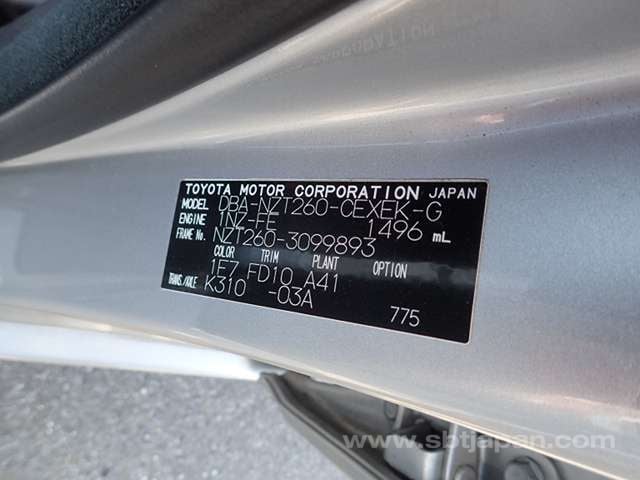 TOYOTA MOTOR CORPORATION JAPAN
MODEL DBA-NZT260-CEXEK-G
ENGINE 1NZ-FE 1496 mL
FRAME No. NZT260-3099893
COLOR TRIM PLANT OPTION
1F7 FD10 A41
TRANS./AXLE K310 -03A
775
www.sbtjapan.com